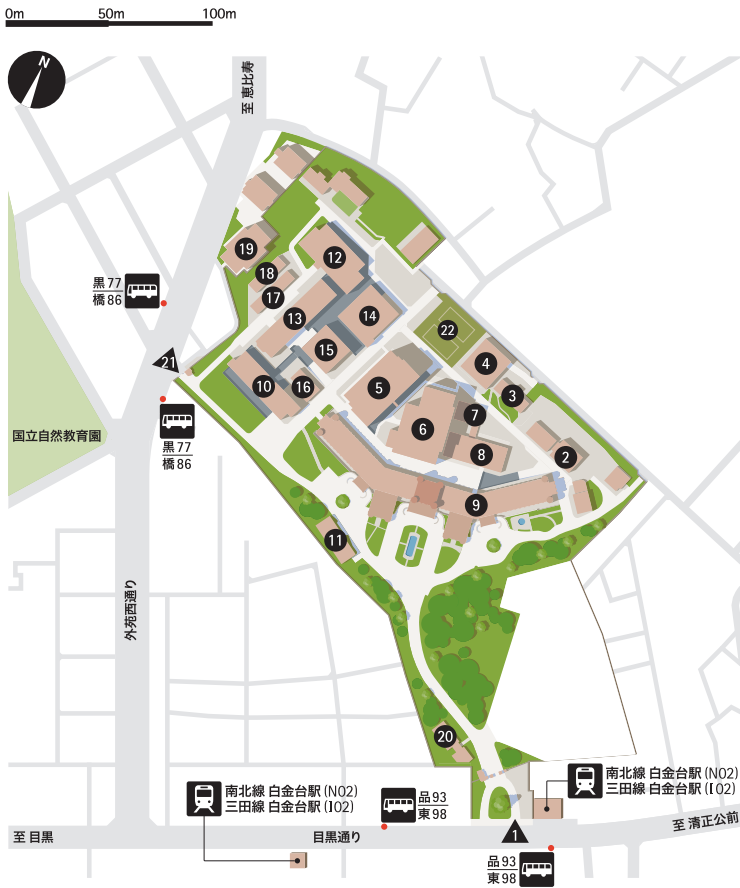 0m 50m 100m
N
至 恵比寿
19
12
18
17
13
14
黒 77
橋 86
22
15
4
21
10
16
5
3
7
6
8
2
黒 77
橋 86
国立自然教育園
9
11
外苑西通り
20
南北線 白金台駅 (N02)
三田線 白金台駅 (I02)
南北線 白金台駅 (N02)
三田線 白金台駅 (I02)
品 93
東 98
至 目黒
目黒通り
1
至 清正公前
品 93
東 98